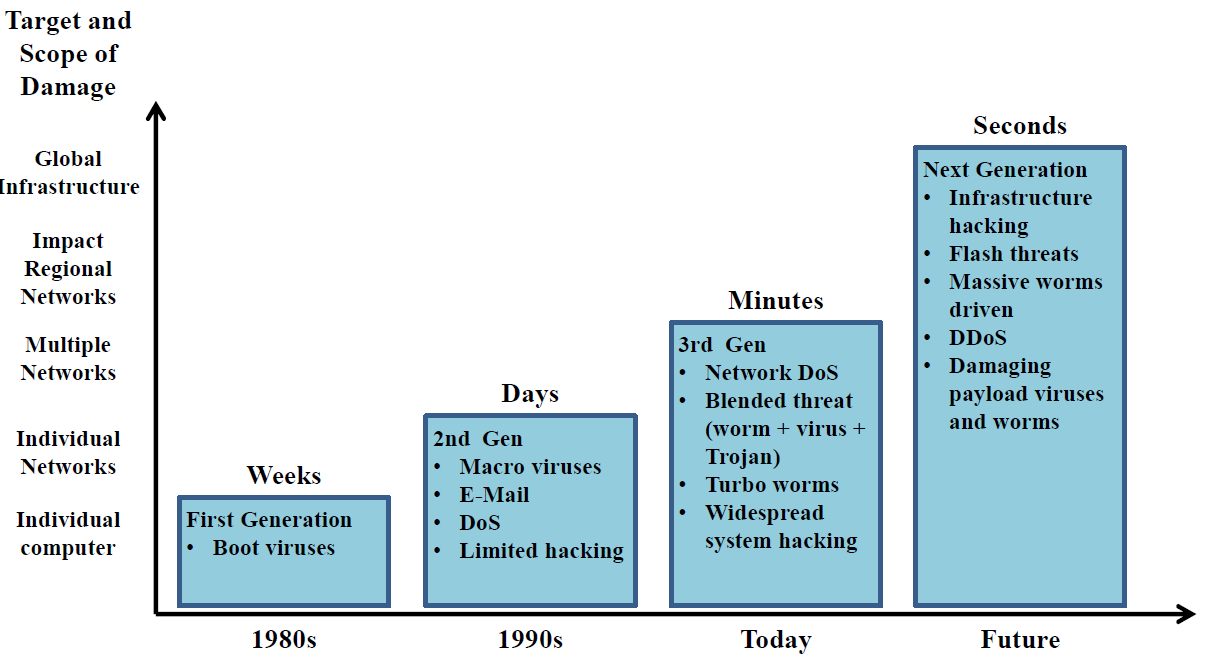 Target and
Scope of
Damage
Global
Infrastructure
Impact
Regional
Networks
Multiple
Networks
Individual
Networks
Individual
computer
Weeks
First Generation
• Boot viruses
1980s
Days
2nd Gen
• Macro viruses
• E-Mail
• DoS
• Limited hacking
1990s
Minutes
3rd Gen
• Network DoS
• Blended threat
(worm + virus +
Trojan)
• Turbo worms
• Widespread
system hacking
Today
Seconds
Next Generation
• Infrastructure
hacking
• Flash threats
• Massive worms
driven
• DDoS
• Damaging
payload viruses
and worms
Future